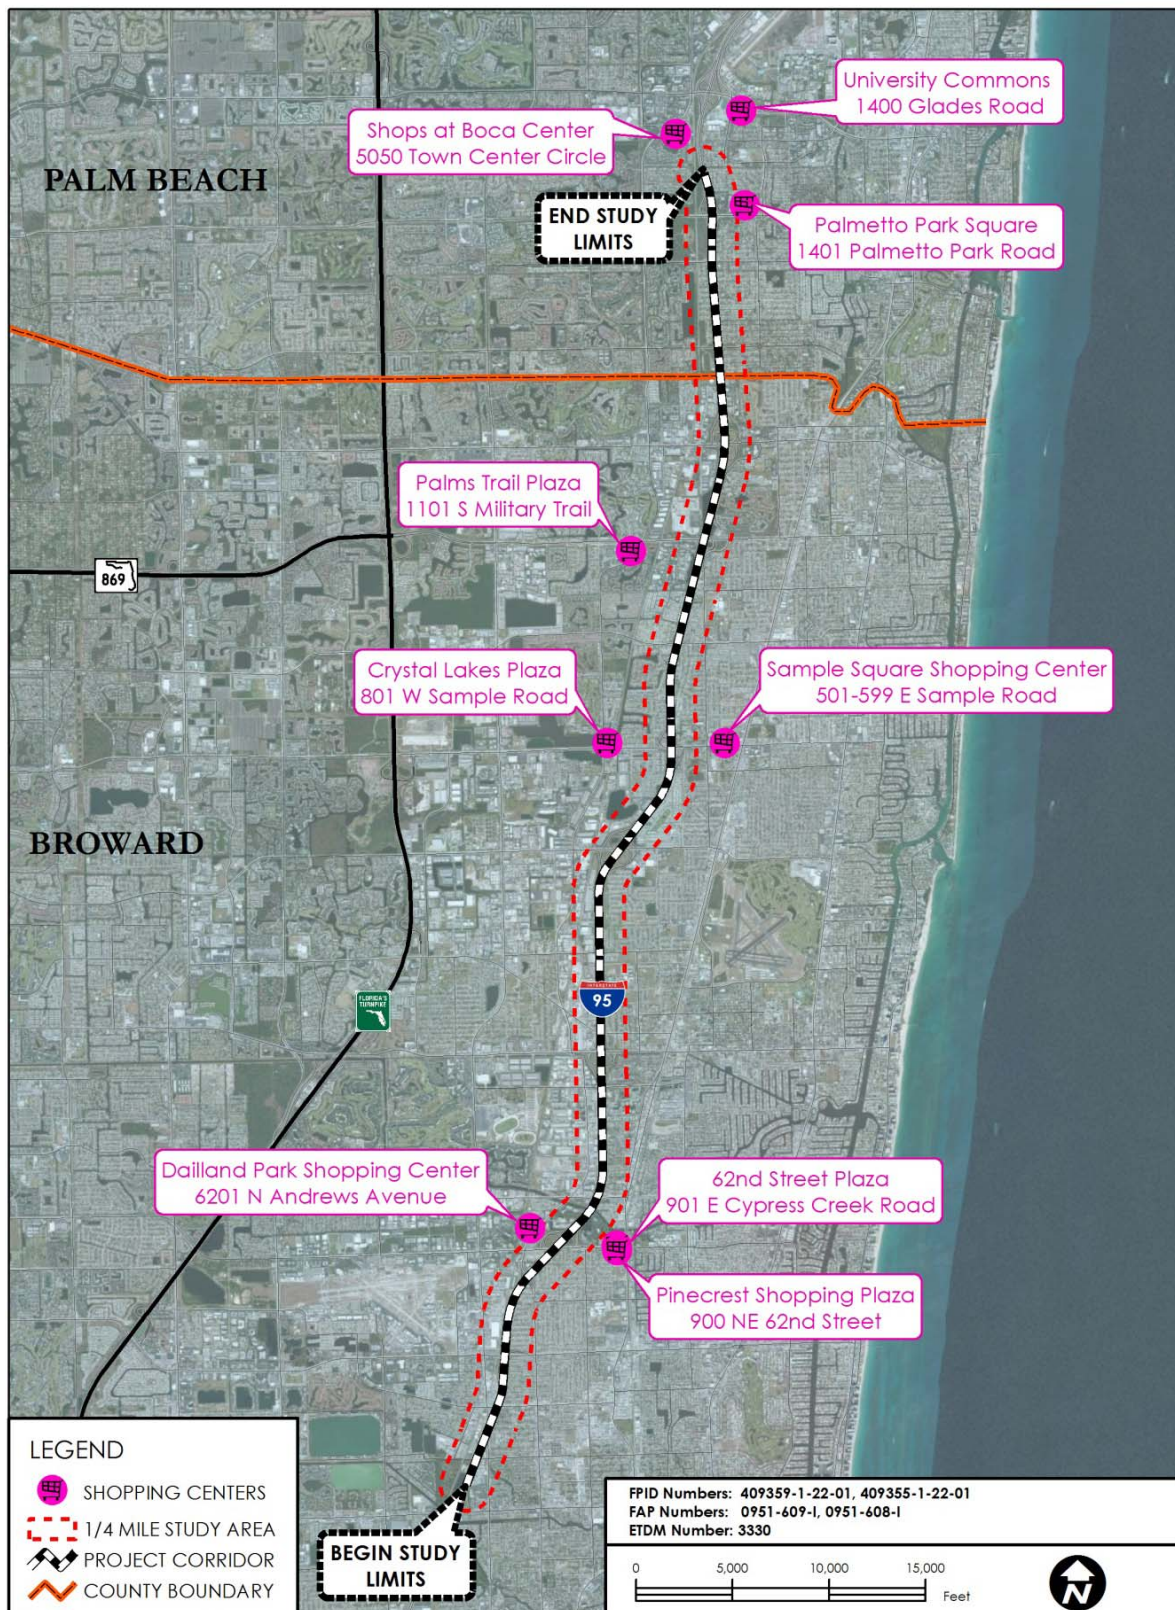 University Commons
1400 Glades Road
Shops at Boca Center
5050 Town Center Circle
PALM BEACH
END STUDY
LIMITS
Palmetto Park Square
1401 Palmetto Park Road
Palms Trail Plaza
1101 S Military Trail
869
Crystal Lakes Plaza
801 W Sample Road
Sample Square Shopping Center
501-599 E Sample Road
BROWARD
INTERSTATE
95
FLORIDA'S
TURNPIKE
Dailland Park Shopping Center
6201 N Andrews Avenue
62nd Street Plaza
901 E Cypress Creek Road
Pinecrest Shopping Plaza
900 NE 62nd Street
LEGEND
SHOPPING CENTERS
1/4 MILE STUDY AREA
PROJECT CORRIDOR
COUNTY BOUNDARY
BEGIN STUDY
LIMITS
FPID Numbers: 409359-1-22-01, 409355-1-22-01
FAP Numbers: 0951-609-I, 0951-608-I
ETDM Number: 3330
0 5,000 10,000 15,000
Feet
N